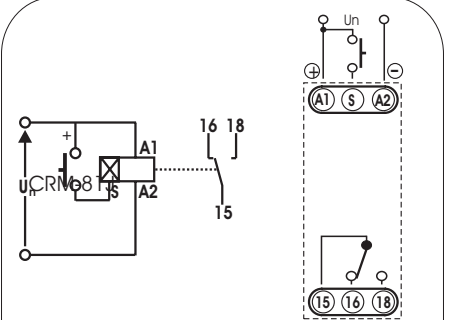 Un
+ −
A1 S A2
16 18
+
A1
Un CRM-81J
S A2
15
15 16 18